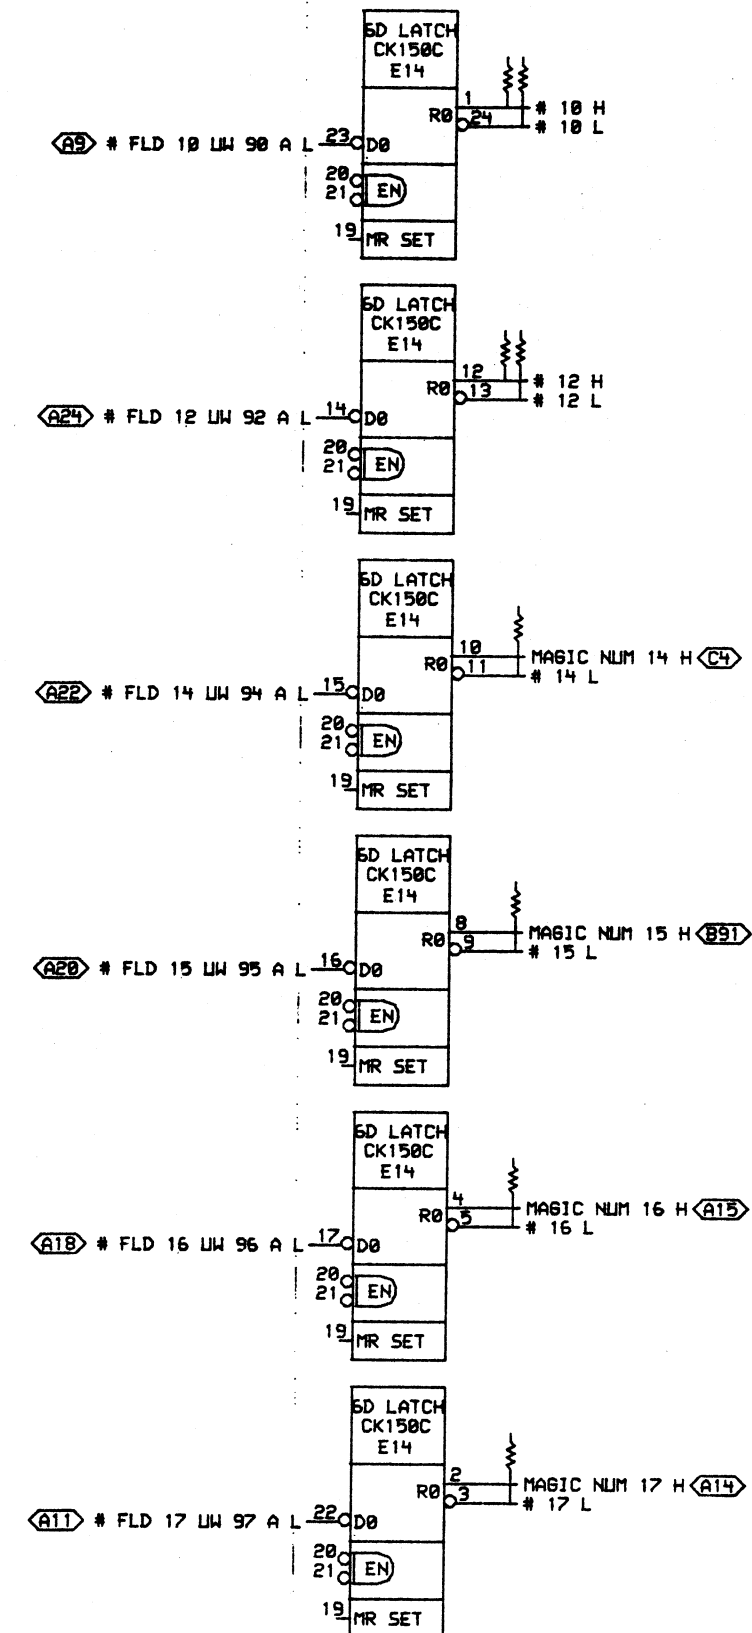 6D LATCH
CK150C
E14
1
R0 24
# 10 H
# 10 L
A9 # FLD 10 UW 90 A L 23 D0
20
21 EN
19 MR SET
6D LATCH
CK150C
E14
12
R0 13
# 12 H
# 12 L
A24 # FLD 12 UW 92 A L 14 D0
20
21 EN
19 MR SET
6D LATCH
CK150C
E14
10
R0 11
MAGIC NUM 14 H C4
# 14 L
A22 # FLD 14 UW 94 A L 15 D0
20
21 EN
19 MR SET
6D LATCH
CK150C
E14
8
R0 9
MAGIC NUM 15 H B91
# 15 L
A20 # FLD 15 UW 95 A L 16 D0
20
21 EN
19 MR SET
6D LATCH
CK150C
E14
4
R0 5
MAGIC NUM 16 H A15
# 16 L
A18 # FLD 16 UW 96 A L 17 D0
20
21 EN
19 MR SET
6D LATCH
CK150C
E14
2
R0 3
MAGIC NUM 17 H A14
# 17 L
A11 # FLD 17 UW 97 A L 22 D0
20
21 EN
19 MR SET